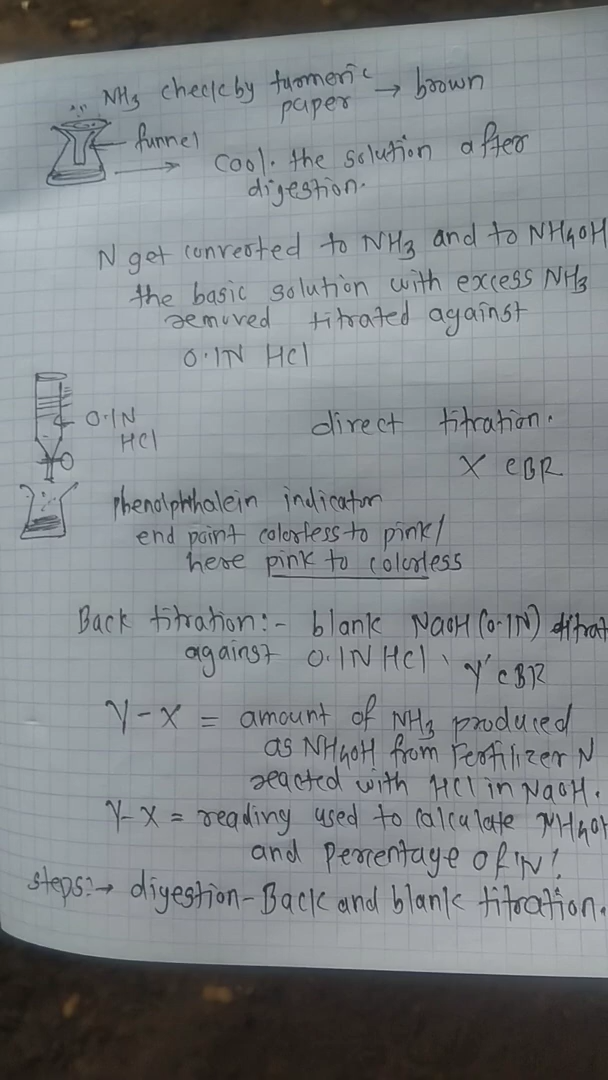 NH3 check by turmeric paper → brown
funnel
→ cool. the solution after
digestion.
N get converted to NH3 and to NH4OH
the basic solution with excess NH3
removed titrated against
0.1N HCl
0.1N
HCl
direct titration.
X CBR
phenolphthalein indicator
end point colorless to pink/
here pink to colorless
Back titration:- blank NaOH (0.1N) titrat
against 0.1N HCl. 'Y' CBR
Y-X = amount of NH3 produced
as NH4OH from Fertilizer N
reacted with HCl in NaOH.
Y-X = reading used to calculate NH4OH
and percentage of 'N'.
steps:→ digestion-Back and blank titration.